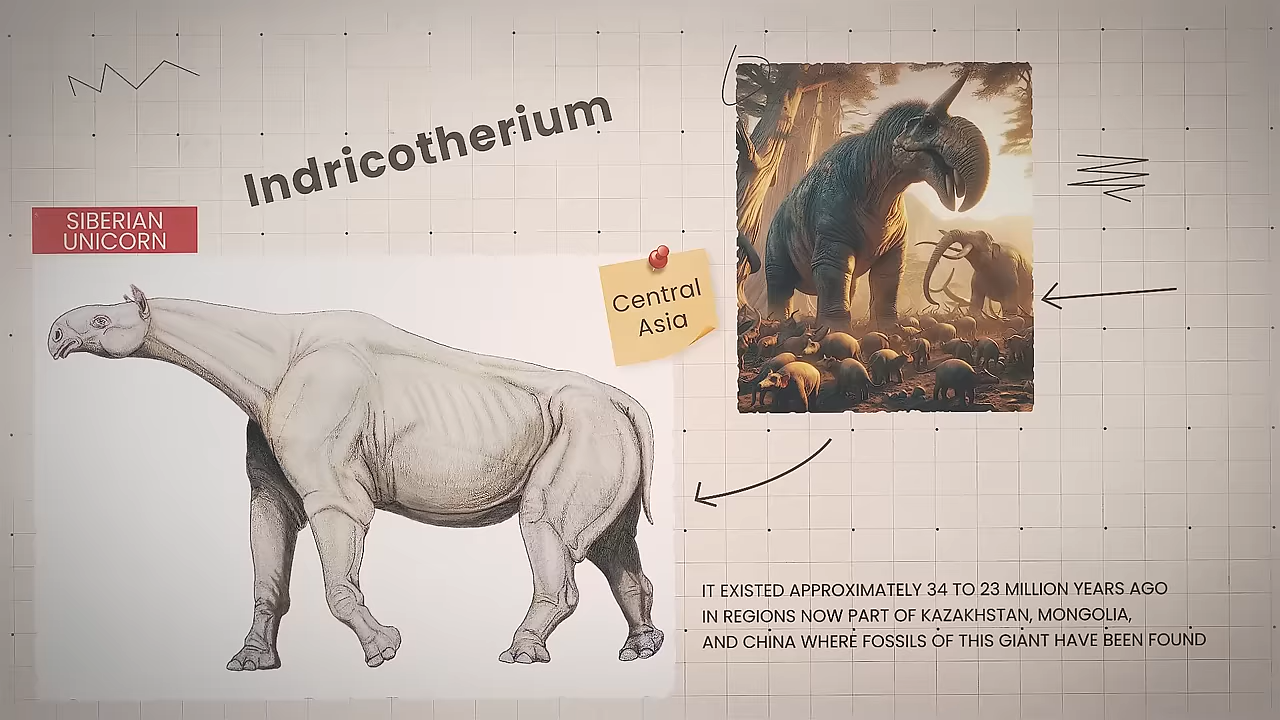 Indricotherium
SIBERIAN
UNICORN
Central
Asia
IT EXISTED APPROXIMATELY 34 TO 23 MILLION YEARS AGO
IN REGIONS NOW PART OF KAZAKHSTAN, MONGOLIA,
AND CHINA WHERE FOSSILS OF THIS GIANT HAVE BEEN FOUND